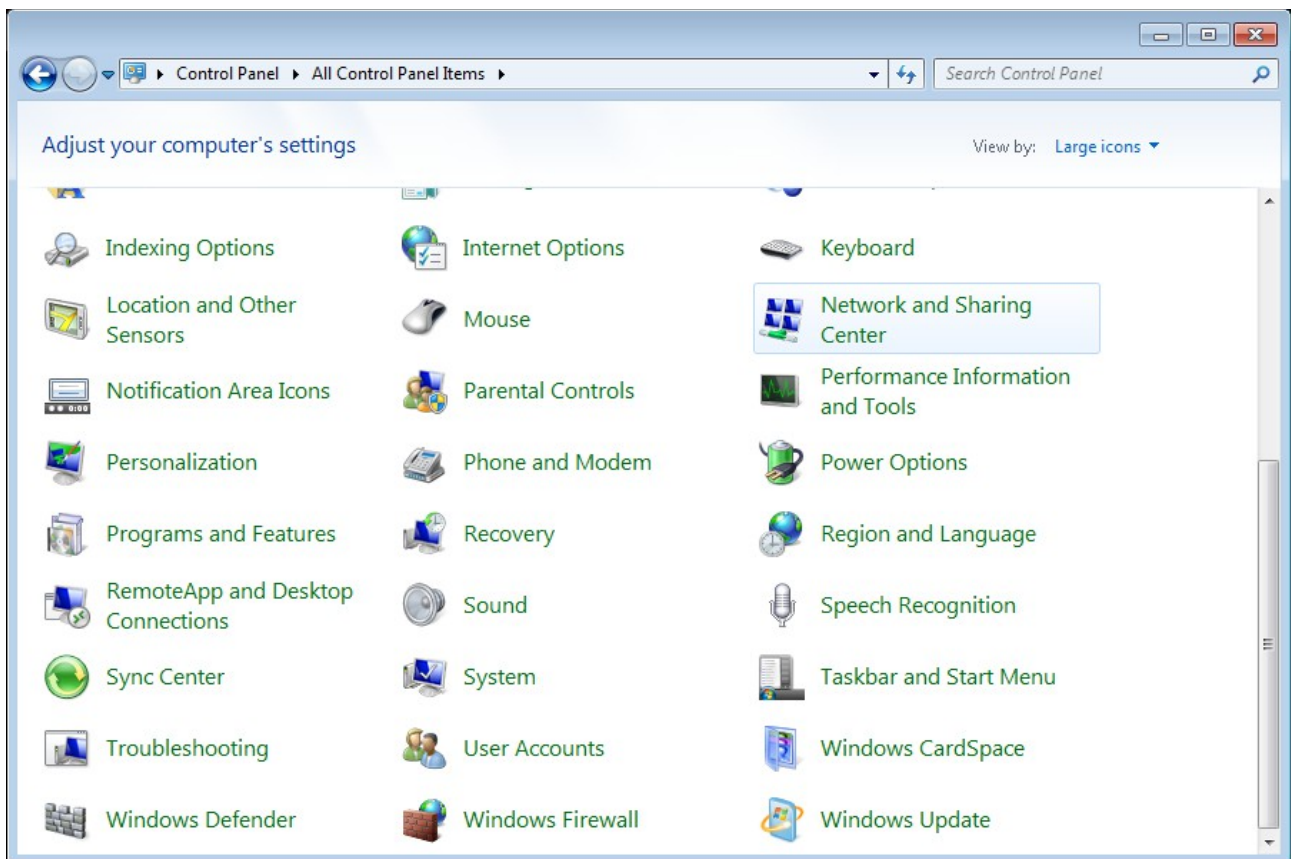 Control Panel
All Control Panel Items
Search Control Panel
Adjust your computer's settings
View by: Large icons
Indexing Options
Internet Options
Keyboard
Location and Other
Sensors
Mouse
Network and Sharing
Center
Notification Area Icons
Parental Controls
Performance Information
and Tools
Personalization
Phone and Modem
Power Options
Programs and Features
Recovery
Region and Language
RemoteApp and Desktop
Connections
Sound
Speech Recognition
Sync Center
System
Taskbar and Start Menu
Troubleshooting
User Accounts
Windows CardSpace
Windows Defender
Windows Firewall
Windows Update